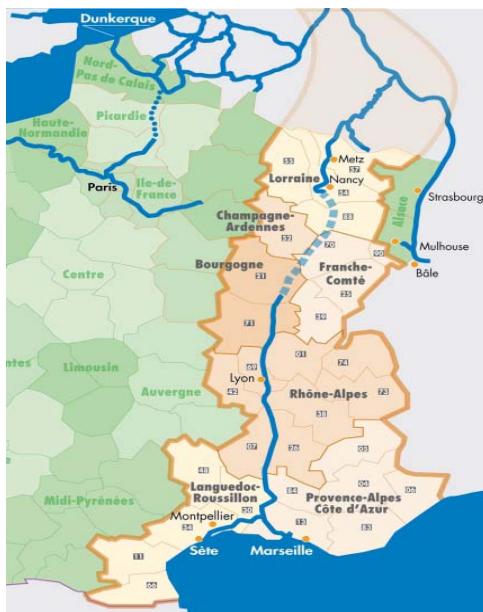 Dunkerque
Nord-
Pas de Calais
Picardie
Haute-
Normandie
Paris
Ile-de-
France
55
Metz
57
Lorraine
Nancy
54
88
Alsace
Strasbourg
Champagne-
Ardennes
52
70
90
Mulhouse
Bâle
Centre
Bourgogne
21
Franche-
Comté
25
39
71
Limousin
01
74
69
Lyon
42
Rhône-Alpes
73
38
Auvergne
07
26
05
48
Languedoc-
Roussillon
84
04
06
Provence-Alpes
Côte d'Azur
Midi-Pyrénées
30
Montpellier
34
13
83
Sète
Marseille
11
66